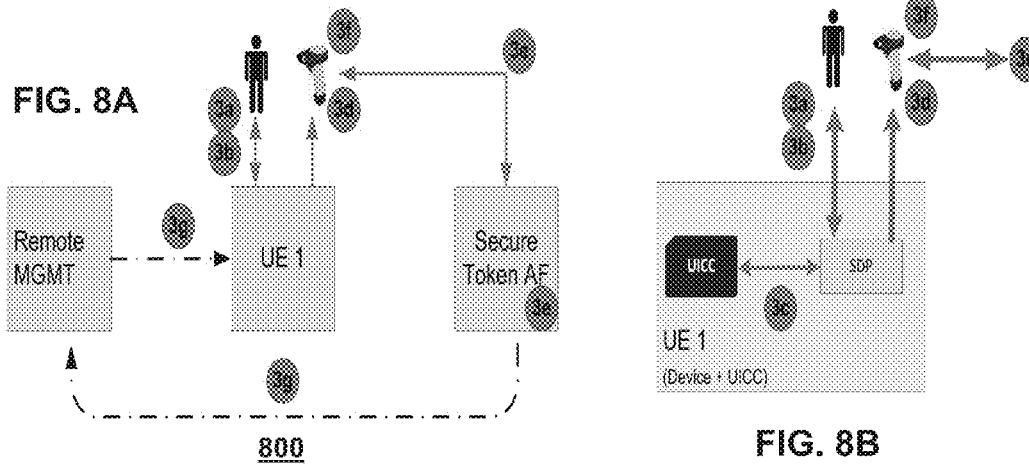 FIG. 8A
3f
3e
3a
3d
3b
Remote
MGMT
3g
UE 1
Secure
Token AF
3e
3g
800
3f
3a
3d
3b
UICC
SDP
3c
UE 1
(Device + UICC)
FIG. 8B